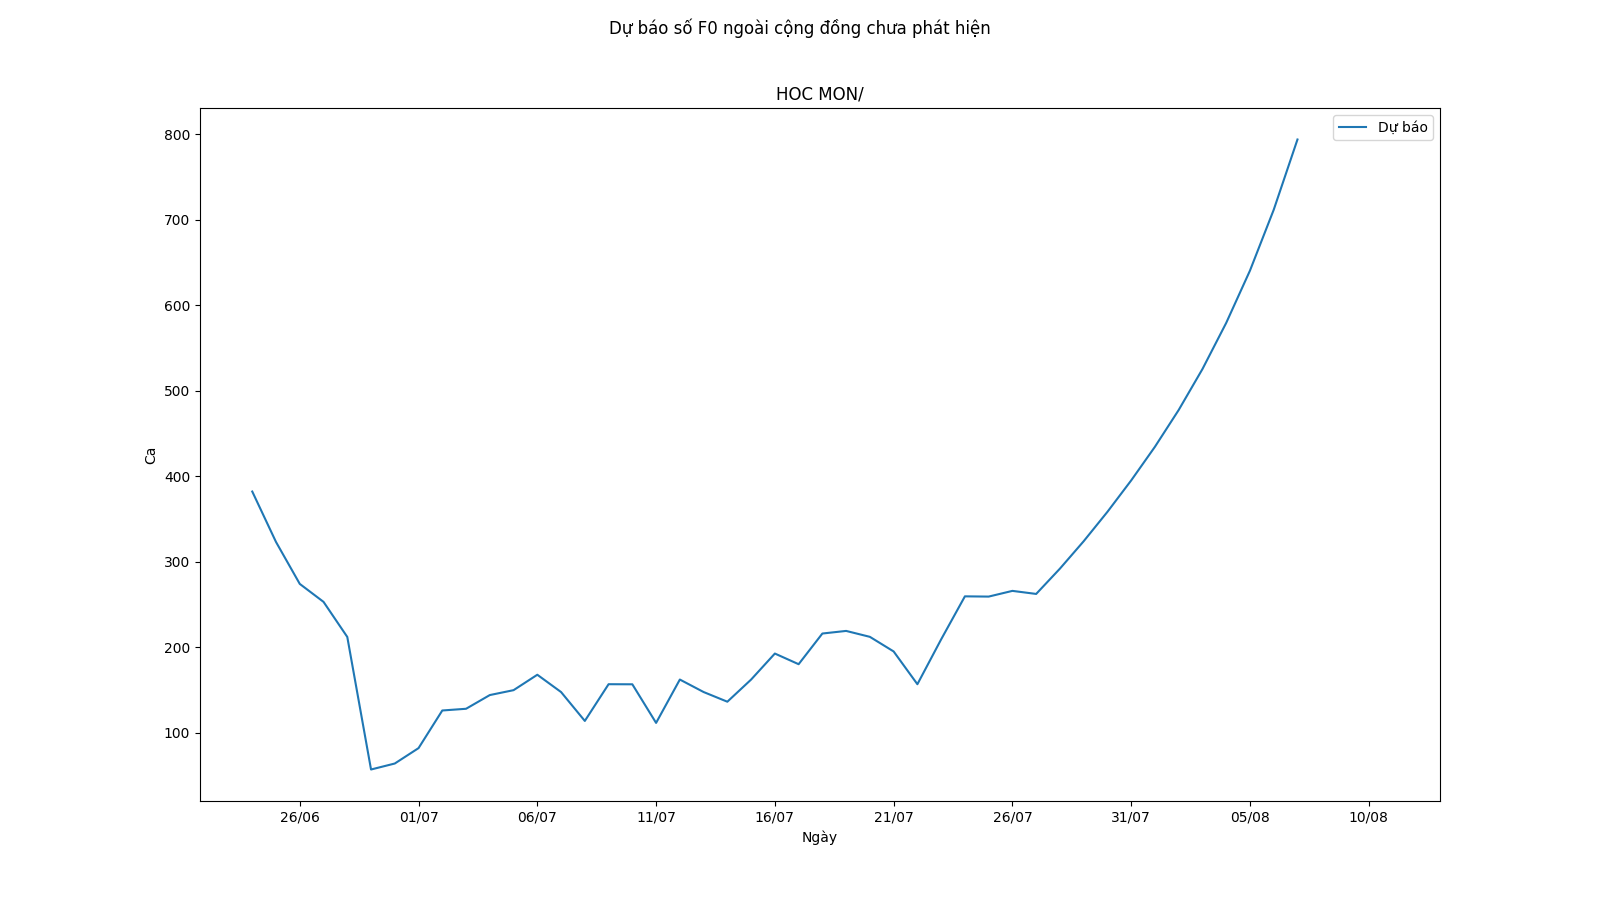 Dự báo số F0 ngoài cộng đồng chưa phát hiện
HOC MON/
Dự báo
800
700
600
500
400
300
200
100
Ca
26/06 01/07 06/07 11/07 16/07 21/07 26/07 31/07 05/08 10/08
Ngày